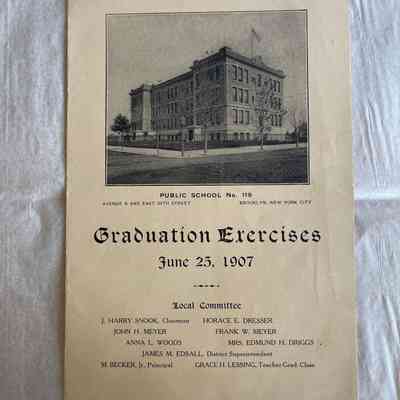 PUBLIC SCHOOL No. 119
AVENUE K AND EAST 38TH STREET BROOKLYN, NEW YORK CITY
Graduation Exercises
June 25, 1907
Local Committee
J. HARRY SNOOK, Chairman HORACE E. DRESSER
JOHN H. MEYER FRANK W. MEYER
ANNA L. WOODS MRS. EDMUND H. DRIGGS
JAMES M. EDSALL, District Superintendent
M. BECKER, Jr., Principal GRACE H. LESSING, Teacher Grad. Class